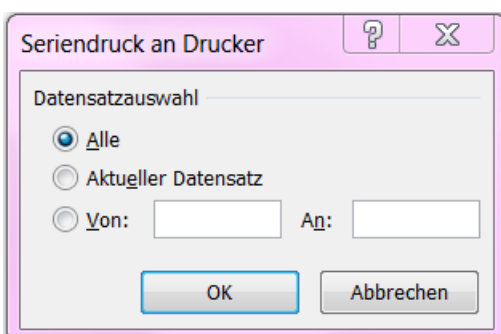 Seriendruck an Drucker
Datensatzauswahl
Alle
Aktueller Datensatz
Von: An:
OK Abbrechen